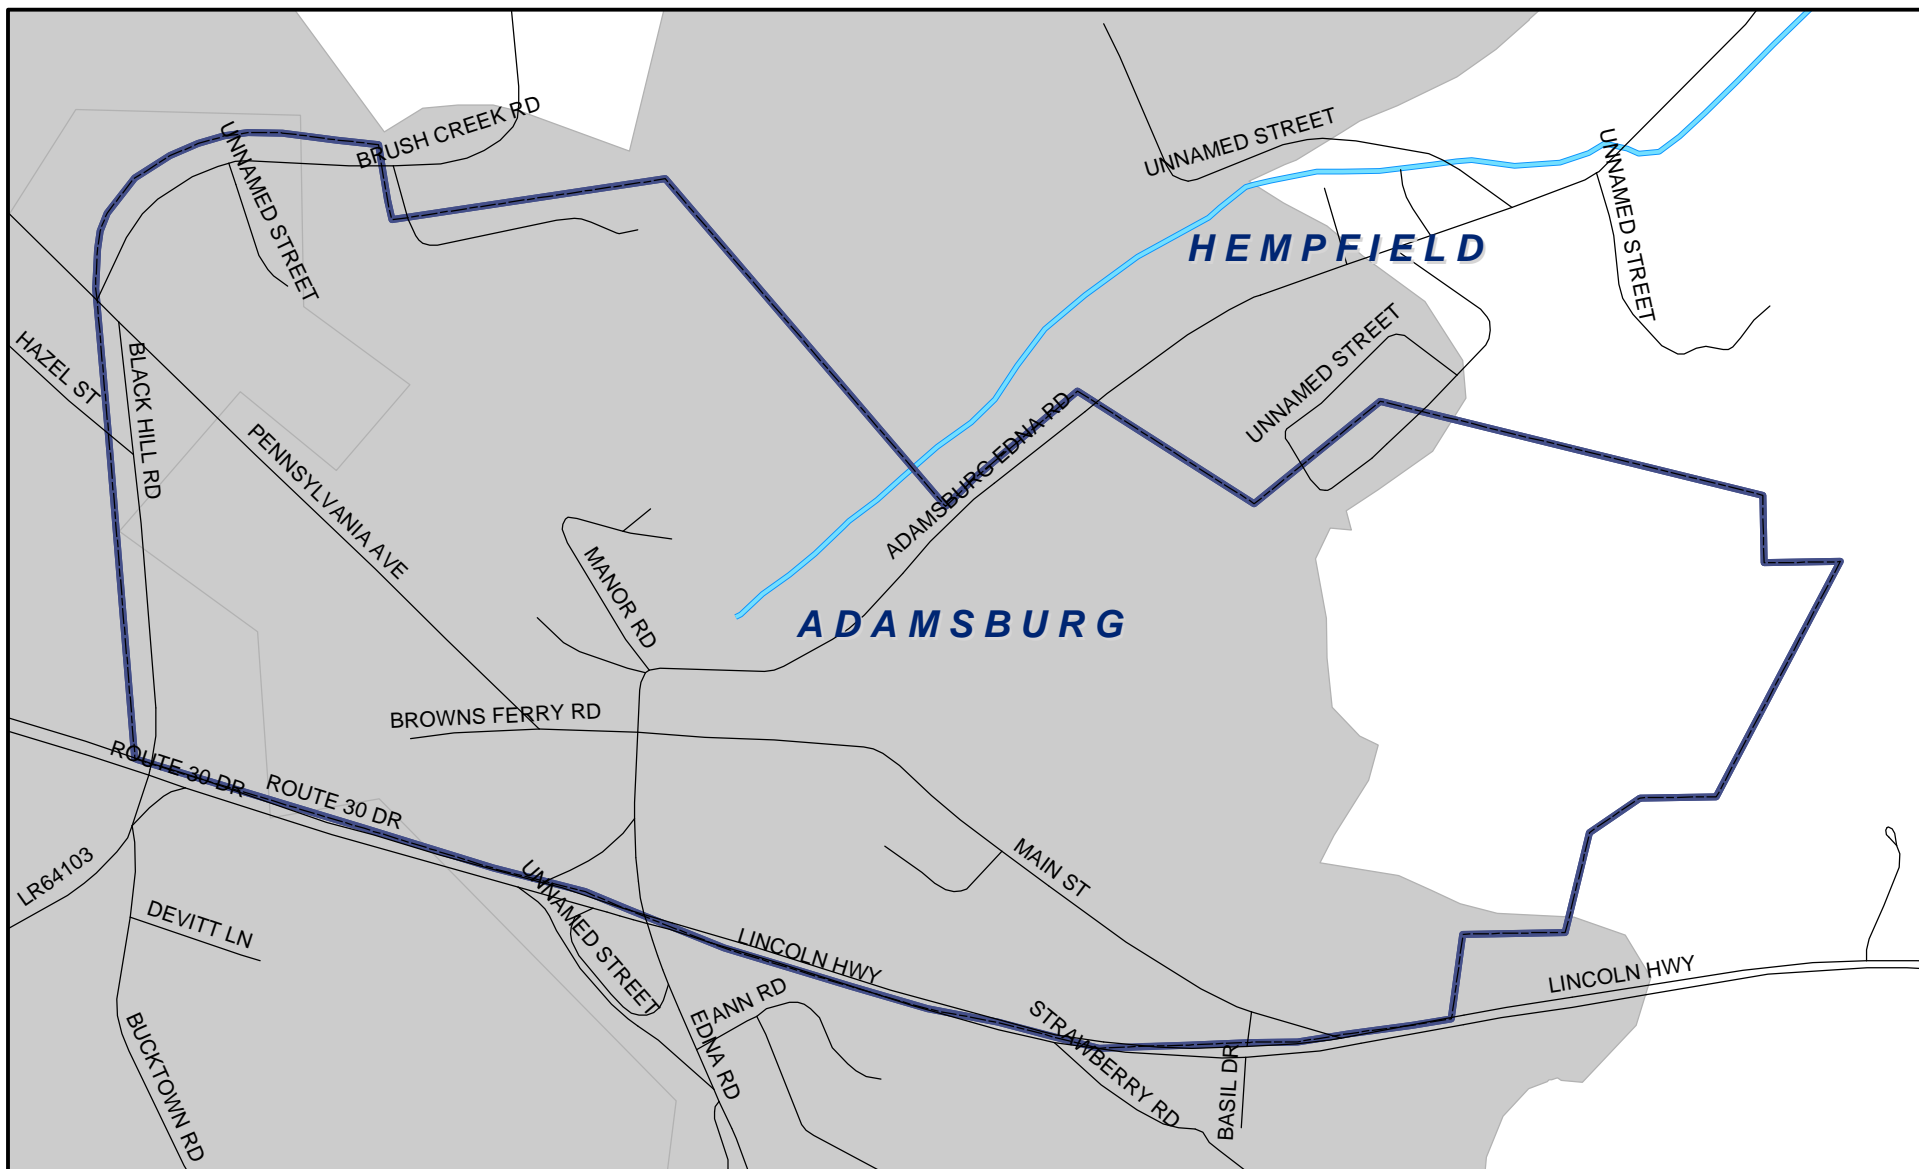 BRUSH CREEK RD
UNNAMED STREET
UNNAMED STREET
UNNAMED STREET
HEMPFIELD
HAZEL ST
BLACK HILL RD
UNNAMED STREET
PENNSYLVANIA AVE
ADAMSBURG EDNA RD
MANOR RD
ADAMSBURG
BROWNS FERRY RD
ROUTE 30 DR
ROUTE 30 DR
LR64103
MAIN ST
DEVITT LN
UNNAMED STREET
LINCOLN HWY
LINCOLN HWY
ANN RD
EDNA RD
STRAWBERRY RD
BASIL DR
BUCKTOWN RD